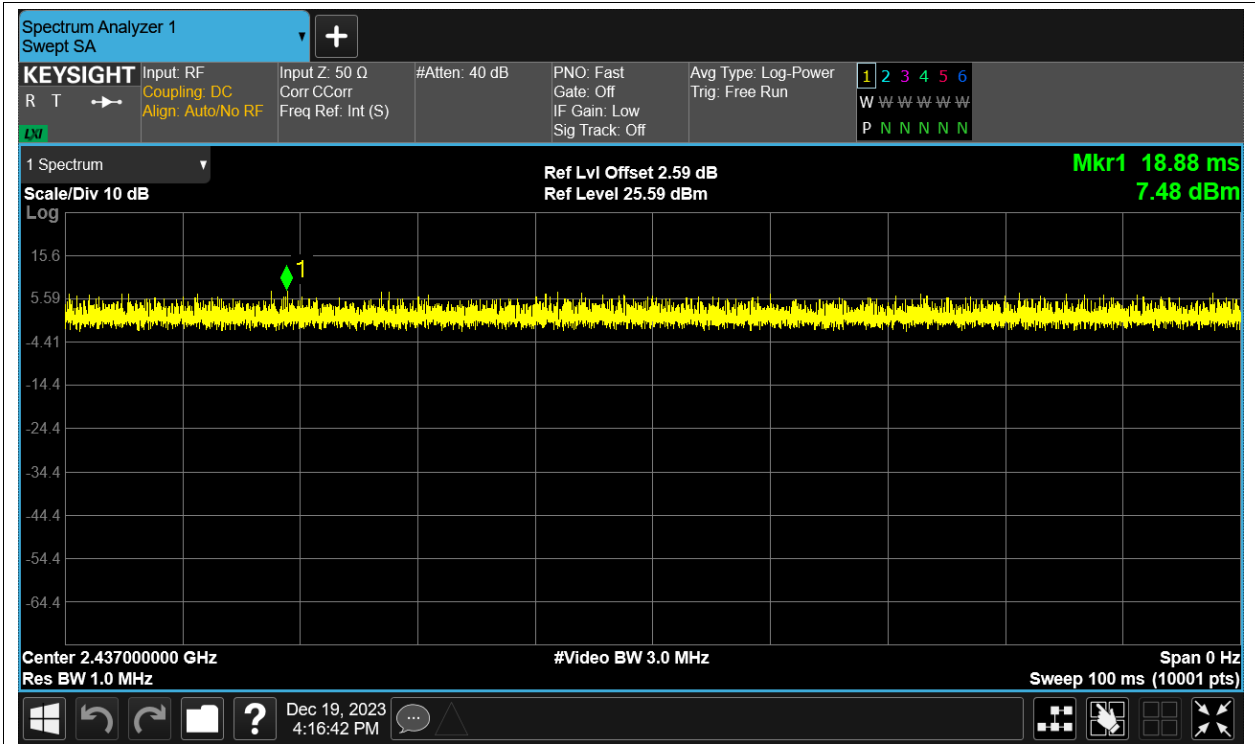 Spectrum Analyzer 1
Swept SA
KEYSIGHT
R T
LXI
Input: RF
Coupling: DC
Align: Auto/No RF
Input Z: 50 Ω
Corr CCorr
Freq Ref: Int (S)
#Atten: 40 dB
PNO: Fast
Gate: Off
IF Gain: Low
Sig Track: Off
Avg Type: Log-Power
Trig: Free Run
1 2 3 4 5 6
W W W W W W
P N N N N N
1 Spectrum
Scale/Div 10 dB
Log
Ref Lvl Offset 2.59 dB
Ref Level 25.59 dBm
Mkr1 18.88 ms
7.48 dBm
1
15.6
5.59
-4.41
-14.4
-24.4
-34.4
-44.4
-54.4
-64.4
Center 2.437000000 GHz
#Video BW 3.0 MHz
Span 0 Hz
Res BW 1.0 MHz
Sweep 100 ms (10001 pts)
?
Dec 19, 2023
4:16:42 PM